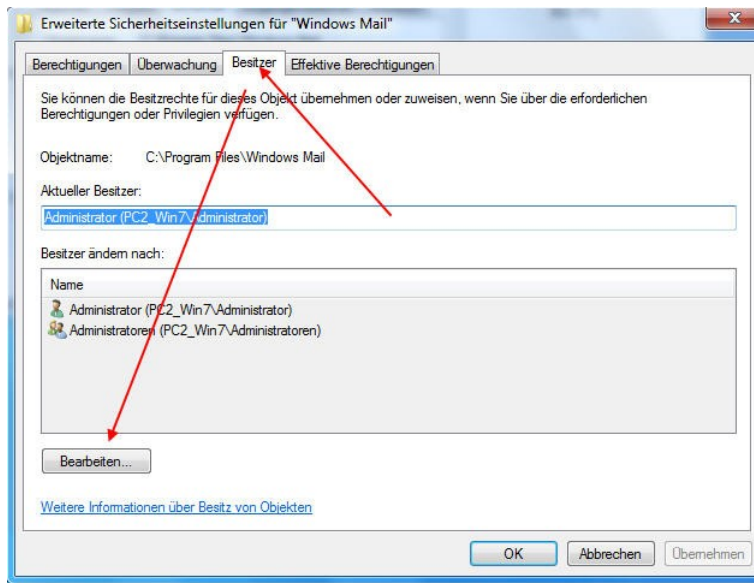 Erweiterte Sicherheitseinstellungen für "Windows Mail"
Berechtigungen Überwachung Besitzer Effektive Berechtigungen
Sie können die Besitzrechte für dieses Objekt übernehmen oder zuweisen, wenn Sie über die erforderlichen
Berechtigungen oder Privilegien verfügen.
Objektname: C:\Program Files\Windows Mail
Aktueller Besitzer:
Administrator (PC2_Win7\Administrator)
Besitzer ändern nach:
Name
Administrator (PC2_Win7\Administrator)
Administratoren (PC2_Win7\Administratoren)
Bearbeiten...
Weitere Informationen über Besitz von Objekten
OK Abbrechen Übernehmen